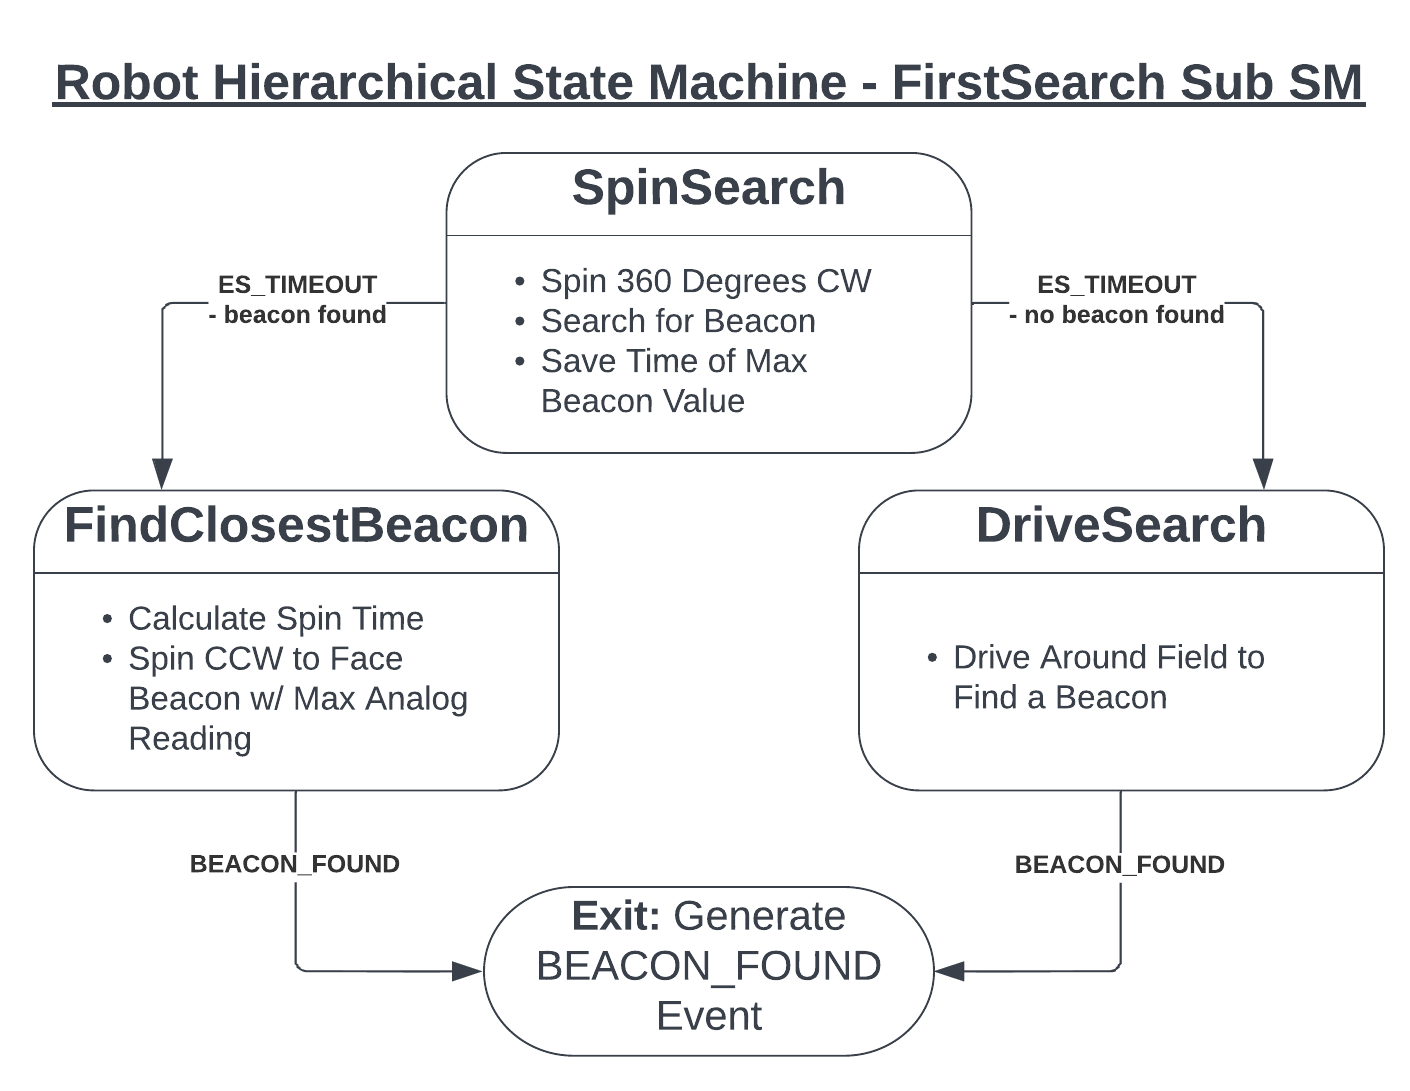 Robot Hierarchical State Machine - FirstSearch Sub SM
SpinSearch
• Spin 360 Degrees CW
• Search for Beacon
• Save Time of Max
Beacon Value
ES_TIMEOUT
- beacon found
ES_TIMEOUT
- no beacon found
FindClosestBeacon
• Calculate Spin Time
• Spin CCW to Face
Beacon w/ Max Analog
Reading
DriveSearch
• Drive Around Field to
Find a Beacon
BEACON_FOUND
BEACON_FOUND
Exit: Generate
BEACON_FOUND
Event